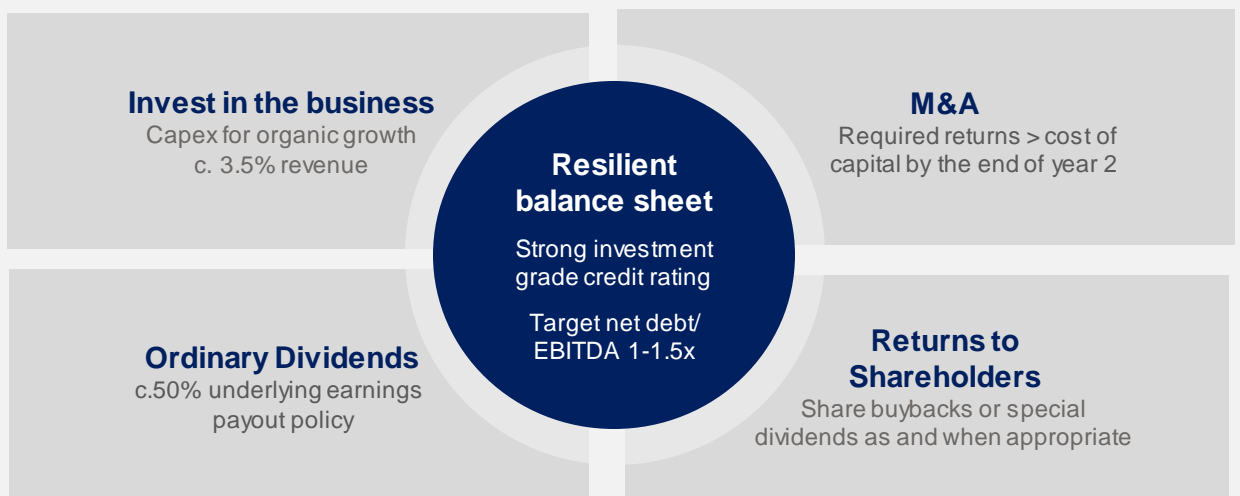 Invest in the business
Capex for organic growth
c. 3.5% revenue
M&A
Required returns > cost of
capital by the end of year 2
Resilient
balance sheet
Strong investment
grade credit rating
Target net debt/
EBITDA 1-1.5x
Ordinary Dividends
c.50% underlying earnings
payout policy
Returns to
Shareholders
Share buybacks or special
dividends as and when appropriate